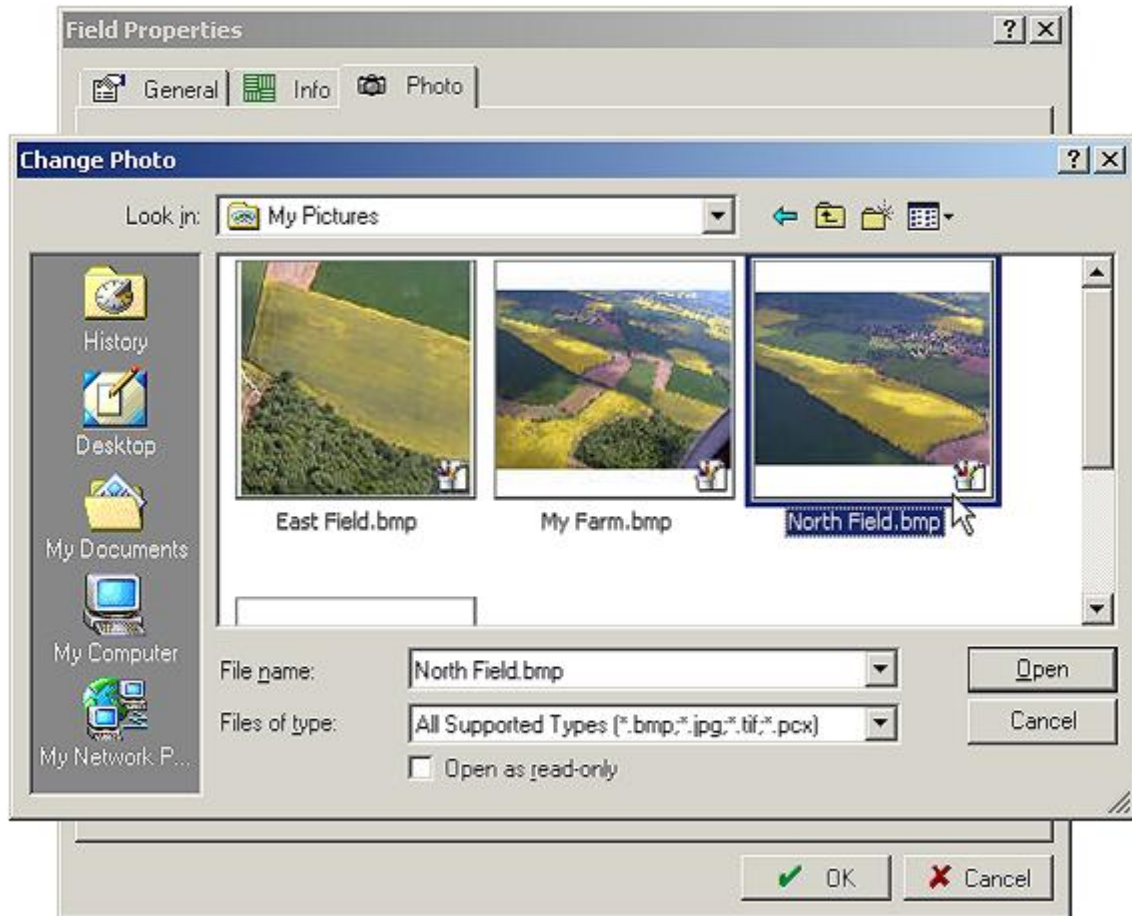 Field Properties
General Info Photo
Change Photo
Look in: My Pictures
History
Desktop
My Documents
My Computer
My Network P...
East Field.bmp My Farm.bmp North Field.bmp
File name: North Field.bmp Open
Files of type: All Supported Types (*.bmp;*.jpg;*.tif;*.pcx) Cancel
Open as read-only
OK Cancel